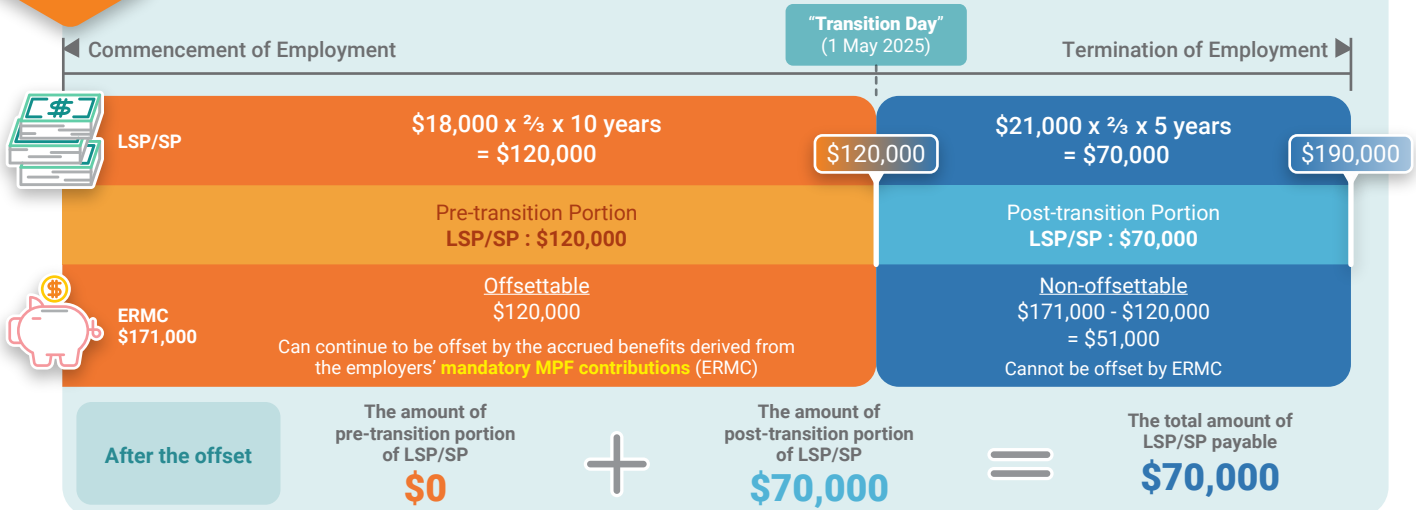 "Transition Day"
(1 May 2025)
Commencement of Employment
Termination of Employment
$
LSP/SP
$18,000 x ⅔ x 10 years
= $120,000
$120,000
$21,000 x ⅔ x 5 years
= $70,000
$190,000
Pre-transition Portion
LSP/SP : $120,000
Post-transition Portion
LSP/SP : $70,000
$
ERMC
$171,000
Offsettable
$120,000
Can continue to be offset by the accrued benefits derived from
the employers' mandatory MPF contributions (ERMC)
Non-offsettable
$171,000 - $120,000
= $51,000
Cannot be offset by ERMC
After the offset
The amount of
pre-transition portion
of LSP/SP
$0
+
The amount of
post-transition portion
of LSP/SP
$70,000
=
The total amount of
LSP/SP payable
$70,000